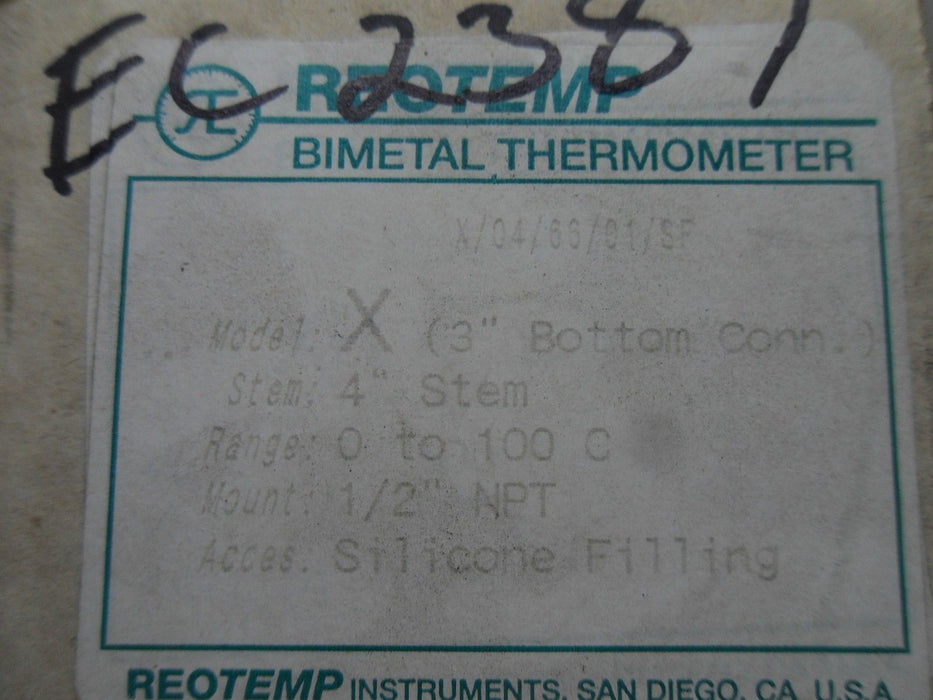 EC2387
REOTEMP
BIMETAL THERMOMETER
X/04/66/01/SF
Model: X (3" Bottom Conn.)
Stem: 4" Stem
Range: 0 to 100 C
Mount: 1/2" NPT
Acces: Silicone Filling
REOTEMP INSTRUMENTS, SAN DIEGO, CA, U.S.A